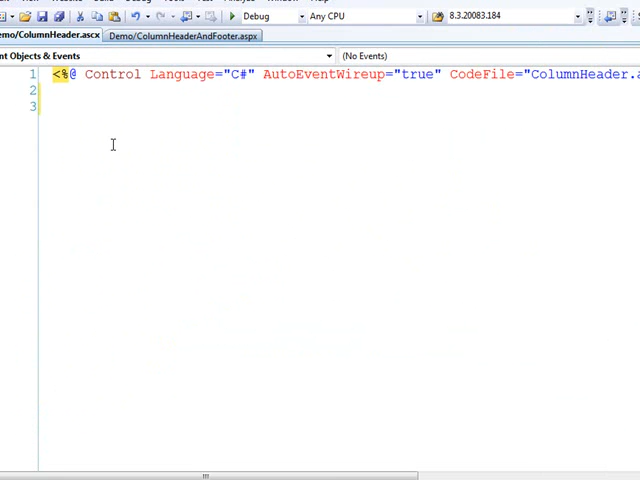 Debug Any CPU 8.3.20083.184
emo/ColumnHeader.ascx Demo/ColumnHeaderAndFooter.aspx
ent Objects & Events (No Events)
1 <%@ Control Language="C#" AutoEventWireup="true" CodeFile="ColumnHeader.a
2
3